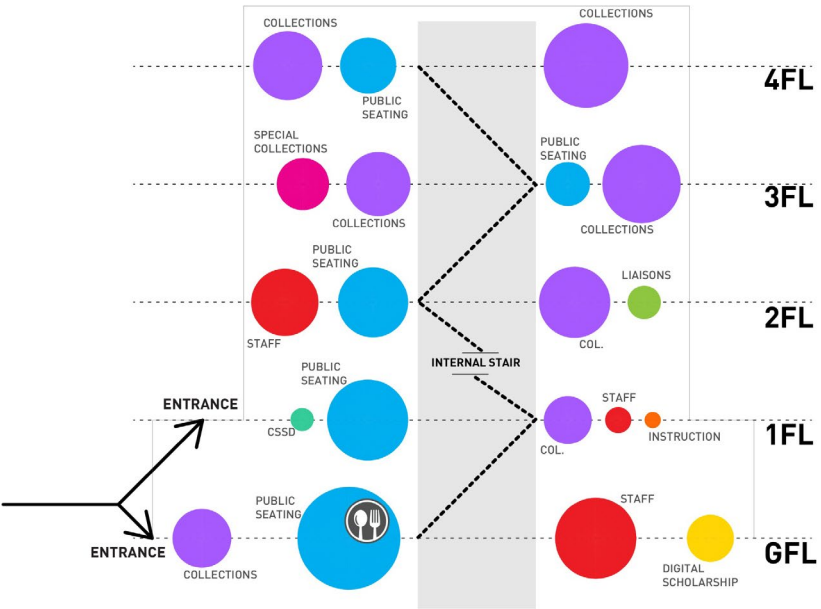 COLLECTIONS
COLLECTIONS
PUBLIC
SEATING
4FL
SPECIAL
COLLECTIONS
PUBLIC
SEATING
COLLECTIONS
COLLECTIONS
3FL
PUBLIC
SEATING
LIAISONS
STAFF
COL.
2FL
INTERNAL STAIR
PUBLIC
SEATING
ENTRANCE
STAFF
CSSD
COL.
INSTRUCTION
1FL
PUBLIC
SEATING
STAFF
ENTRANCE
COLLECTIONS
DIGITAL
SCHOLARSHIP
GFL